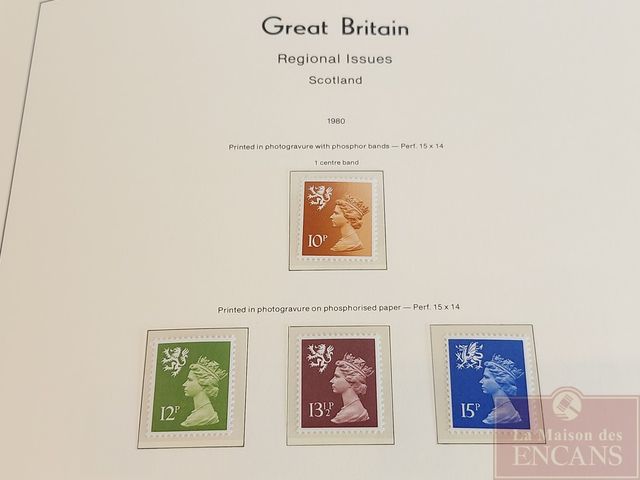 Great Britain
Regional Issues
Scotland
1980
Printed in photogravure with phosphor bands — Perf. 15 x 14
1 centre band
10P
Printed in photogravure on phosphorised paper — Perf. 15 x 14
12P
13½P
15P
La Maison des
ENCANS